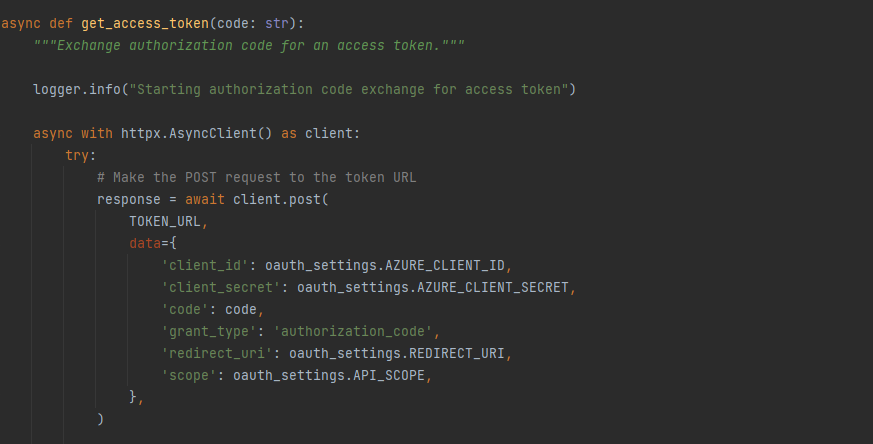 async def get_access_token(code: str):
"""Exchange authorization code for an access token."""
logger.info("Starting authorization code exchange for access token")
async with httpx.AsyncClient() as client:
try:
# Make the POST request to the token URL
response = await client.post(
TOKEN_URL,
data={
'client_id': oauth_settings.AZURE_CLIENT_ID,
'client_secret': oauth_settings.AZURE_CLIENT_SECRET,
'code': code,
'grant_type': 'authorization_code',
'redirect_uri': oauth_settings.REDIRECT_URI,
'scope': oauth_settings.API_SCOPE,
},
)